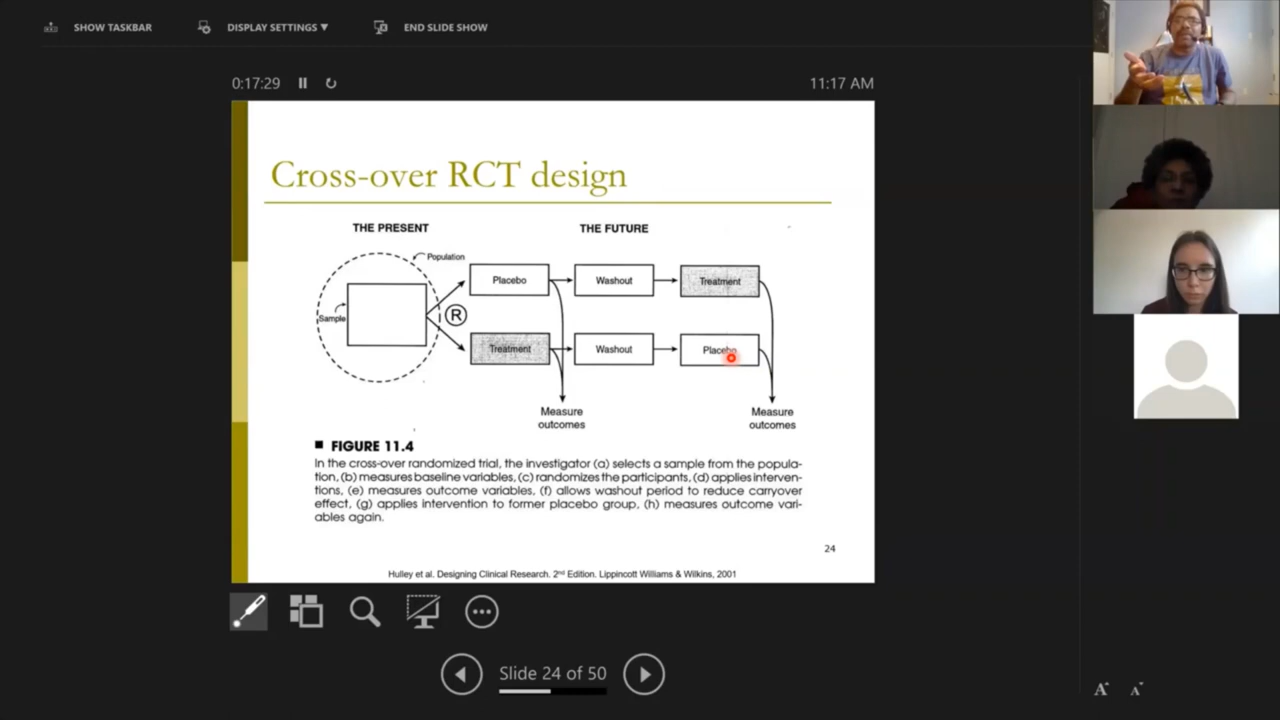 SHOW TASKBAR
DISPLAY SETTINGS ▼
END SLIDE SHOW
0:17:29
11:17 AM
Cross-over RCT design
THE PRESENT
THE FUTURE
Population
Sample
R
Placebo
Washout
Treatment
Treatment
Washout
Placebo
Measure
outcomes
Measure
outcomes
■ FIGURE 11.4
In the cross-over randomized trial, the investigator (a) selects a sample from the popula-
tion, (b) measures baseline variables, (c) randomizes the participants, (d) applies interven-
tions, (e) measures outcome variables, (f) allows washout period to reduce carryover
effect, (g) applies intervention to former placebo group, (h) measures outcome vari-
ables again.
24
Hulley et al. Designing Clinical Research. 2nd Edition. Lippincott Williams & Wilkins, 2001
Slide 24 of 50
A A